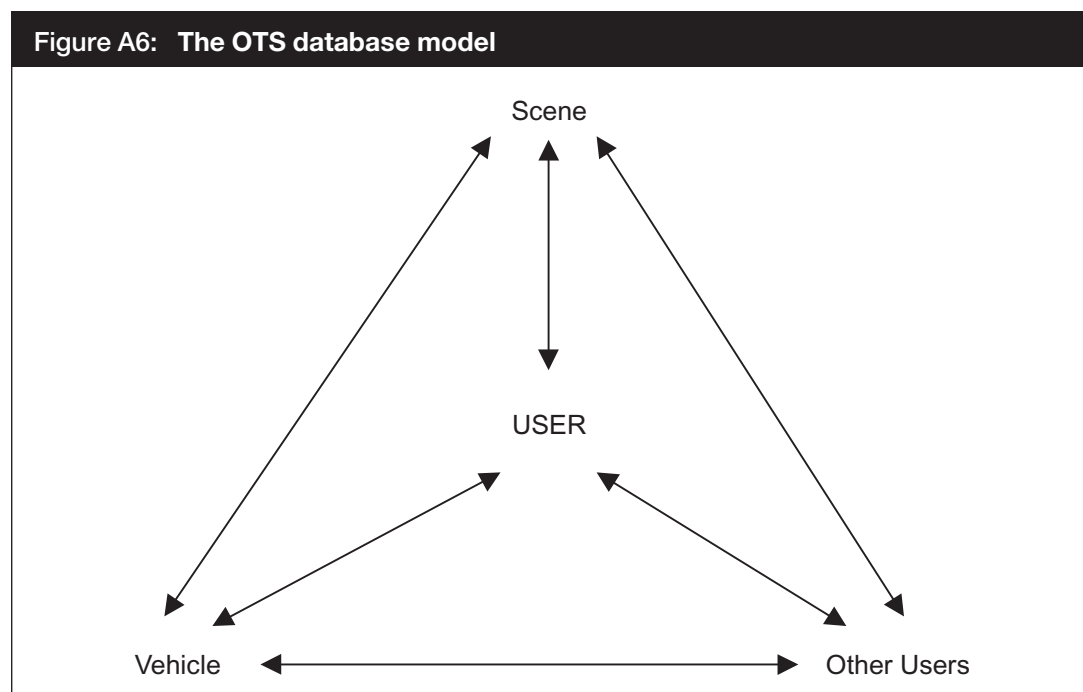 Figure A6: The OTS database model
Scene
USER
Vehicle
Other Users